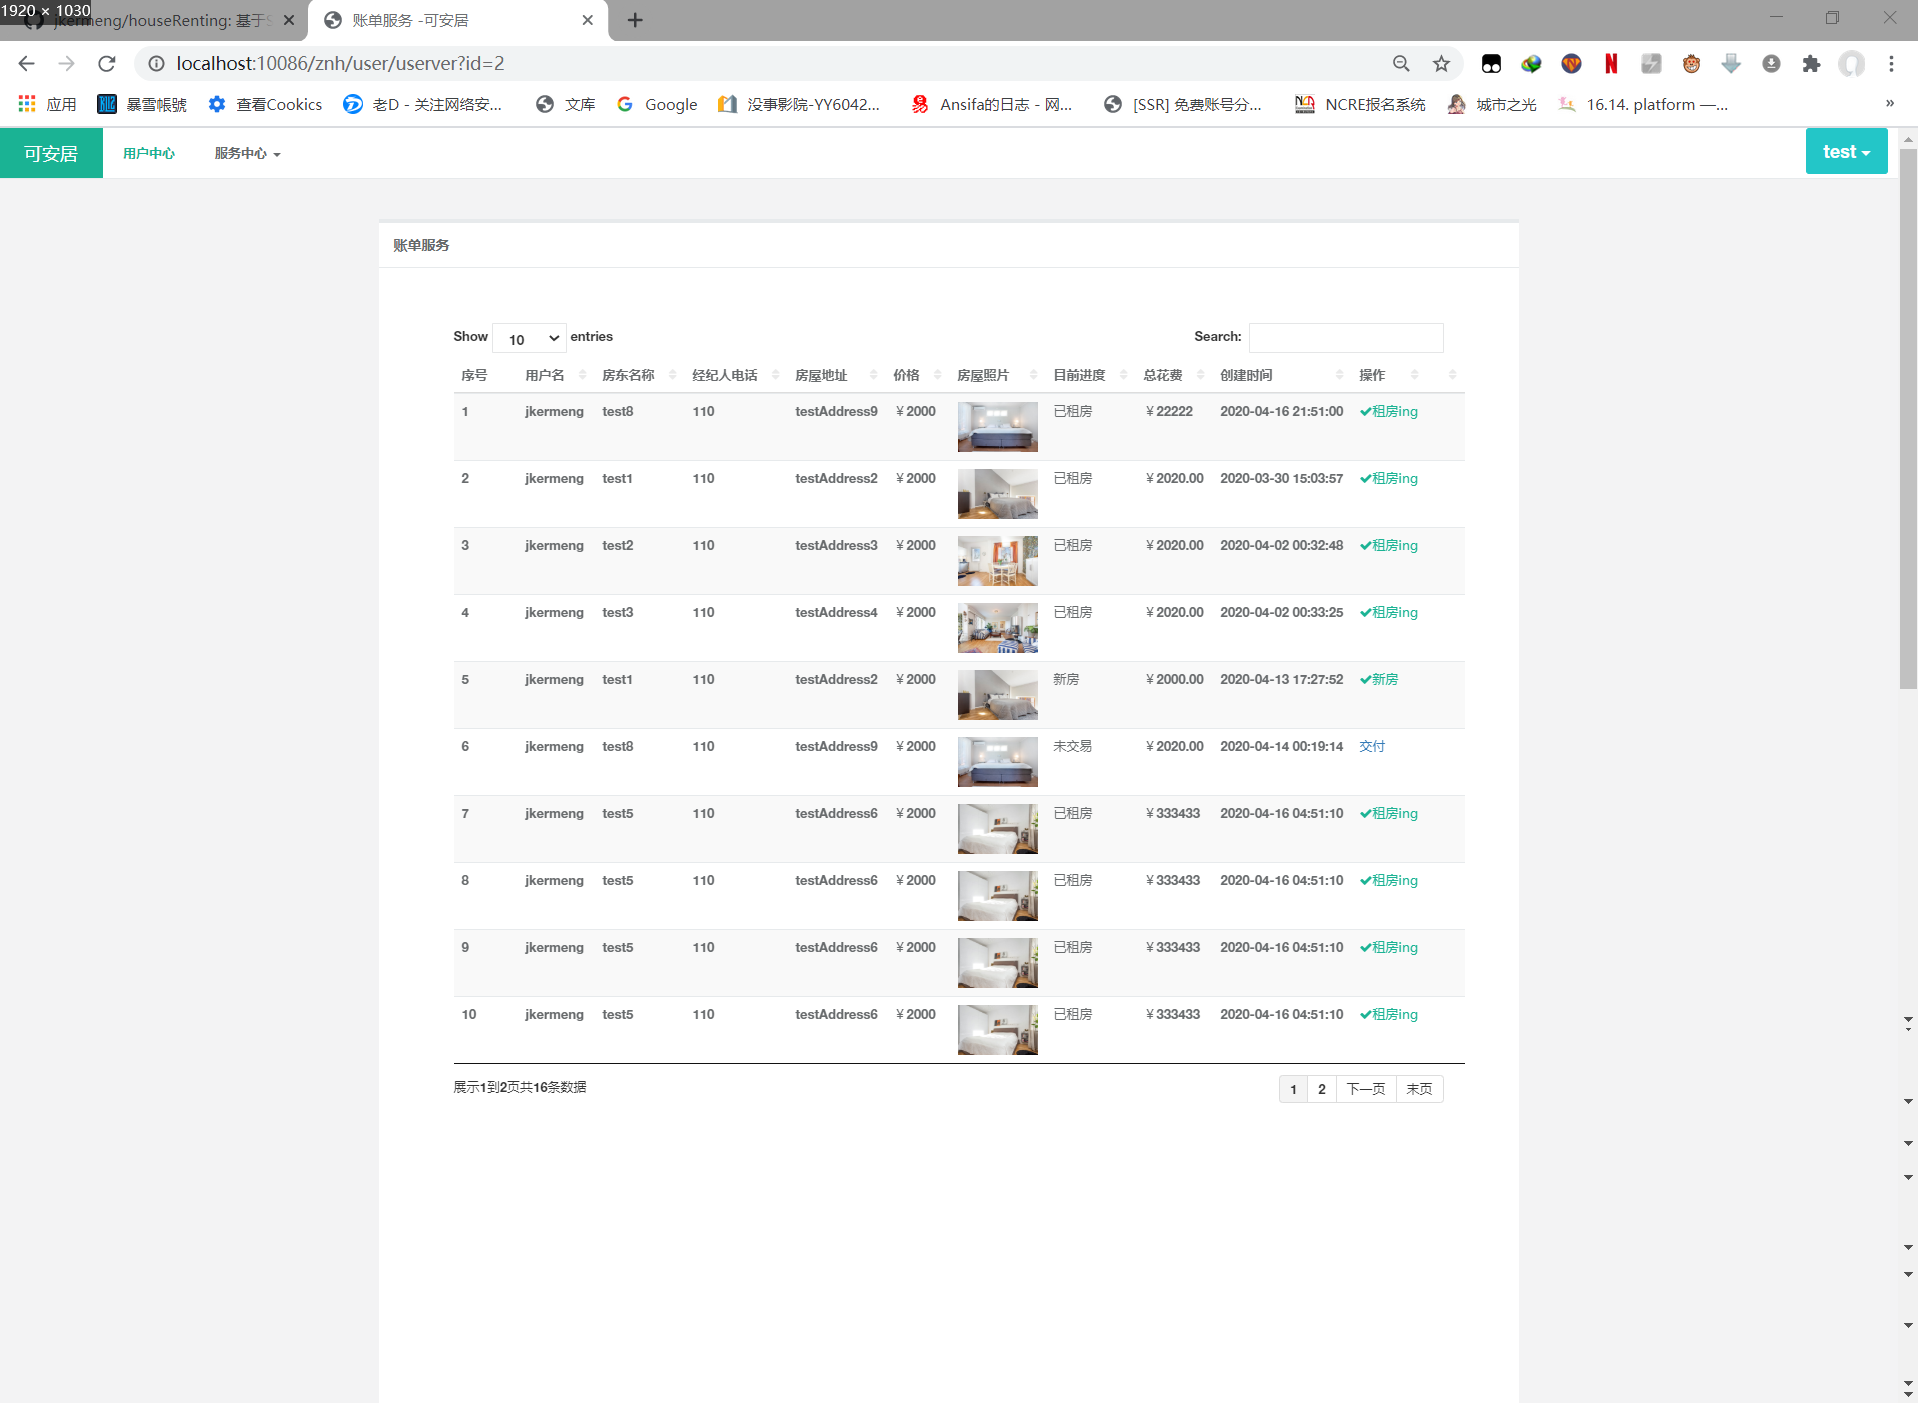 1920 × 1030
jkermeng/houseRenting: 基于
账单服务 -可安居
localhost:10086/znh/user/userver?id=2
应用 暴雪帳號 查看Cookics 老D - 关注网络安... 文库 Google 没事影院-YY6042... Ansifa的日志 - 网... [SSR] 免费账号分... NCRE报名系统 城市之光 16.14. platform —... »
可安居 用户中心 服务中心 test
账单服务
Show 10 entries Search:
序号 用户名 房东名称 经纪人电话 房屋地址 价格 房屋照片 目前进度 总花费 创建时间 操作
1 jkermeng test8 110 testAddress9 ￥2000 已租房 ￥22222 2020-04-16 21:51:00 租房ing
2 jkermeng test1 110 testAddress2 ￥2000 已租房 ￥2020.00 2020-03-30 15:03:57 租房ing
3 jkermeng test2 110 testAddress3 ￥2000 已租房 ￥2020.00 2020-04-02 00:32:48 租房ing
4 jkermeng test3 110 testAddress4 ￥2000 已租房 ￥2020.00 2020-04-02 00:33:25 租房ing
5 jkermeng test1 110 testAddress2 ￥2000 新房 ￥2000.00 2020-04-13 17:27:52 新房
6 jkermeng test8 110 testAddress9 ￥2000 未交易 ￥2020.00 2020-04-14 00:19:14 交付
7 jkermeng test5 110 testAddress6 ￥2000 已租房 ￥333433 2020-04-16 04:51:10 租房ing
8 jkermeng test5 110 testAddress6 ￥2000 已租房 ￥333433 2020-04-16 04:51:10 租房ing
9 jkermeng test5 110 testAddress6 ￥2000 已租房 ￥333433 2020-04-16 04:51:10 租房ing
10 jkermeng test5 110 testAddress6 ￥2000 已租房 ￥333433 2020-04-16 04:51:10 租房ing
展示1到2页共16条数据 1 2 下一页 末页